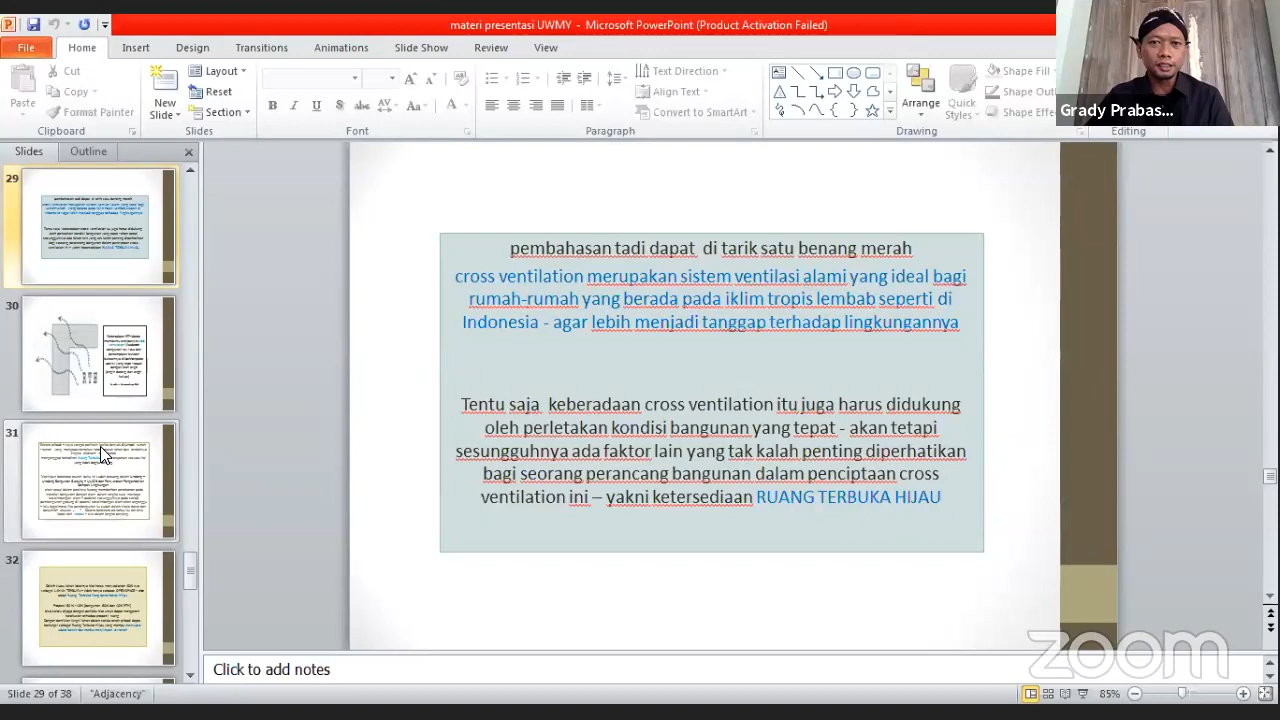 materi presentasi UWMY - Microsoft PowerPoint (Product Activation Failed)
File Home Insert Design Transitions Animations Slide Show Review View
Paste
Cut
Copy
Format Painter
Clipboard
New Slide
Layout
Reset
Section
Slides
Font
Text Direction
Align Text
Convert to SmartArt
Paragraph
Arrange
Quick Styles
Shape Fill
Shape
Shape
Drawing
Editing
Grady Prabas...
Slides Outline
29
30
31
32
pembahasan tadi dapat di tarik satu benang merah
cross ventilation merupakan sistem ventilasi alami yang ideal bagi
rumah-rumah yang berada pada iklim tropis lembab seperti di
Indonesia - agar lebih menjadi tanggap terhadap lingkungannya
Tentu saja keberadaan cross ventilation itu juga harus didukung
oleh perletakan kondisi bangunan yang tepat - akan tetapi
sesungguhnya ada faktor lain yang tak kalah penting diperhatikan
bagi seorang perancang bangunan dalam penciptaan cross
ventilation ini – yakni ketersediaan RUANG TERBUKA HIJAU
zoom
Click to add notes
Slide 29 of 38 "Adjacency" 85%